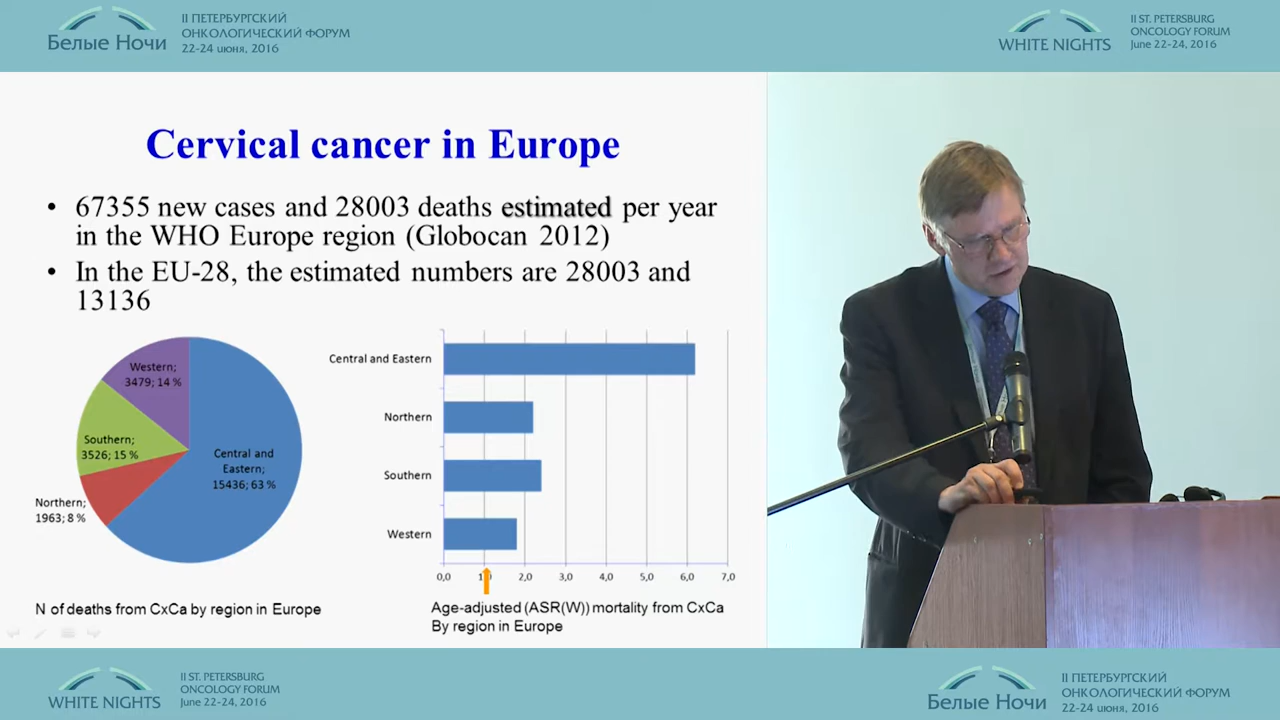 II ПЕТЕРБУРГСКИЙ
ОНКОЛОГИЧЕСКИЙ ФОРУМ
Белые Ночи
22-24 июня, 2016
II ST. PETERSBURG
ONCOLOGY FORUM
WHITE NIGHTS
June 22-24, 2016
Cervical cancer in Europe
• 67355 new cases and 28003 deaths estimated per year
in the WHO Europe region (Globocan 2012)
• In the EU-28, the estimated numbers are 28003 and
13136
Western;
3479; 14 %
Southern;
3526; 15 %
Northern;
1963; 8 %
Central and
Eastern;
15436; 63 %
N of deaths from CxCa by region in Europe
Central and Eastern
Northern
Southern
Western
0,0 1,0 2,0 3,0 4,0 5,0 6,0 7,0
Age-adjusted (ASR(W)) mortality from CxCa
By region in Europe
II ST. PETERSBURG
ONCOLOGY FORUM
WHITE NIGHTS
June 22-24, 2016
II ПЕТЕРБУРГСКИЙ
ОНКОЛОГИЧЕСКИЙ ФОРУМ
Белые Ночи
22-24 июня, 2016